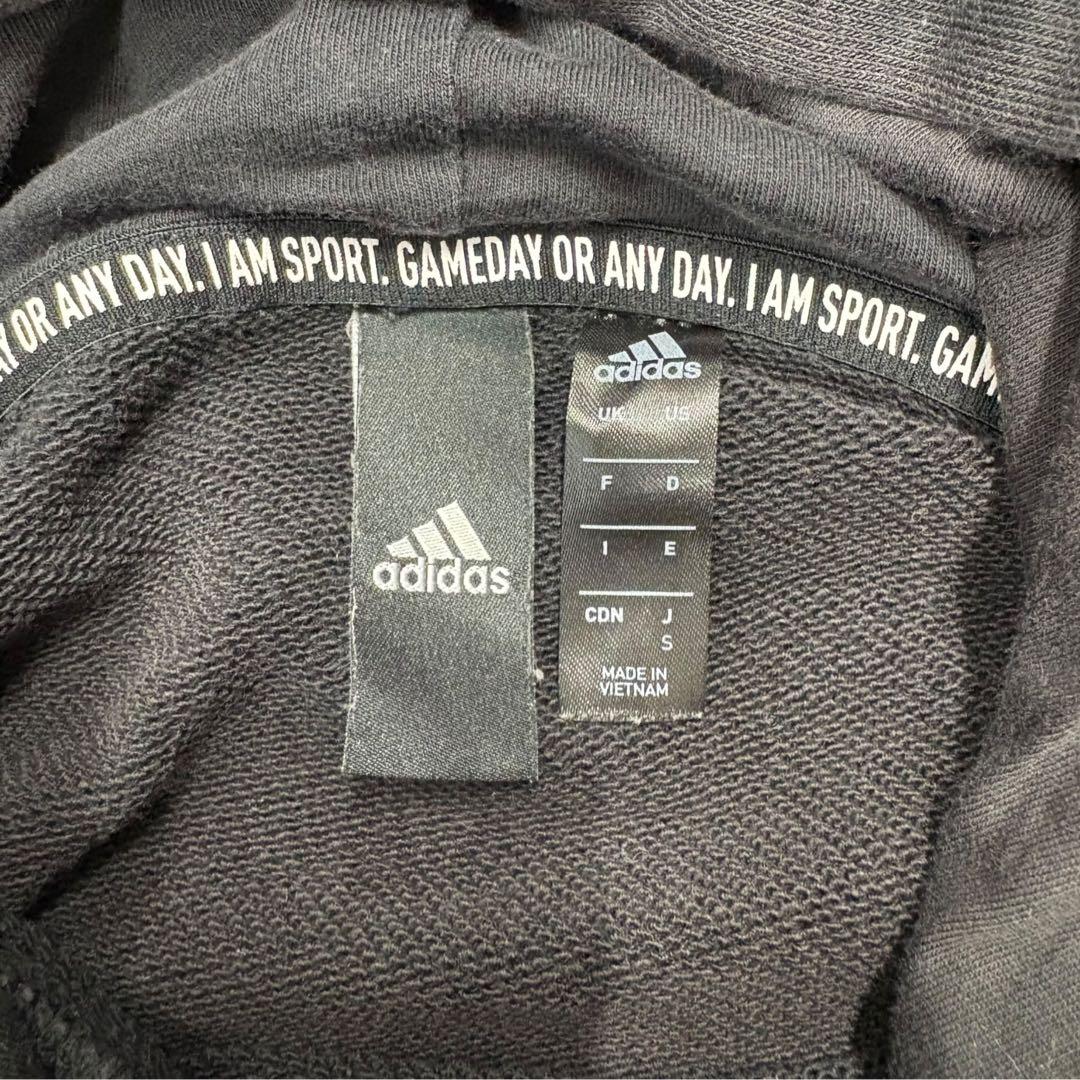 Y OR ANY DAY. I AM SPORT. GAMEDAY OR ANY DAY. I AM SPORT. GAM
adidas
adidas
UK US
F D
I E
CDN J
S
MADE IN
VIETNAM